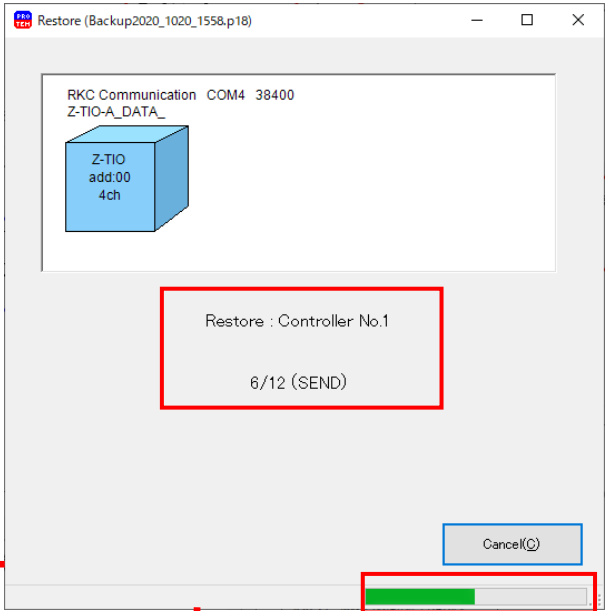 PRO
TEM
Restore (Backup2020_1020_1558.p18)
RKC Communication COM4 38400
Z-TIO-A_DATA_
Z-TIO
add:00
4ch
Restore : Controller No.1
6/12 (SEND)
Cancel(C)